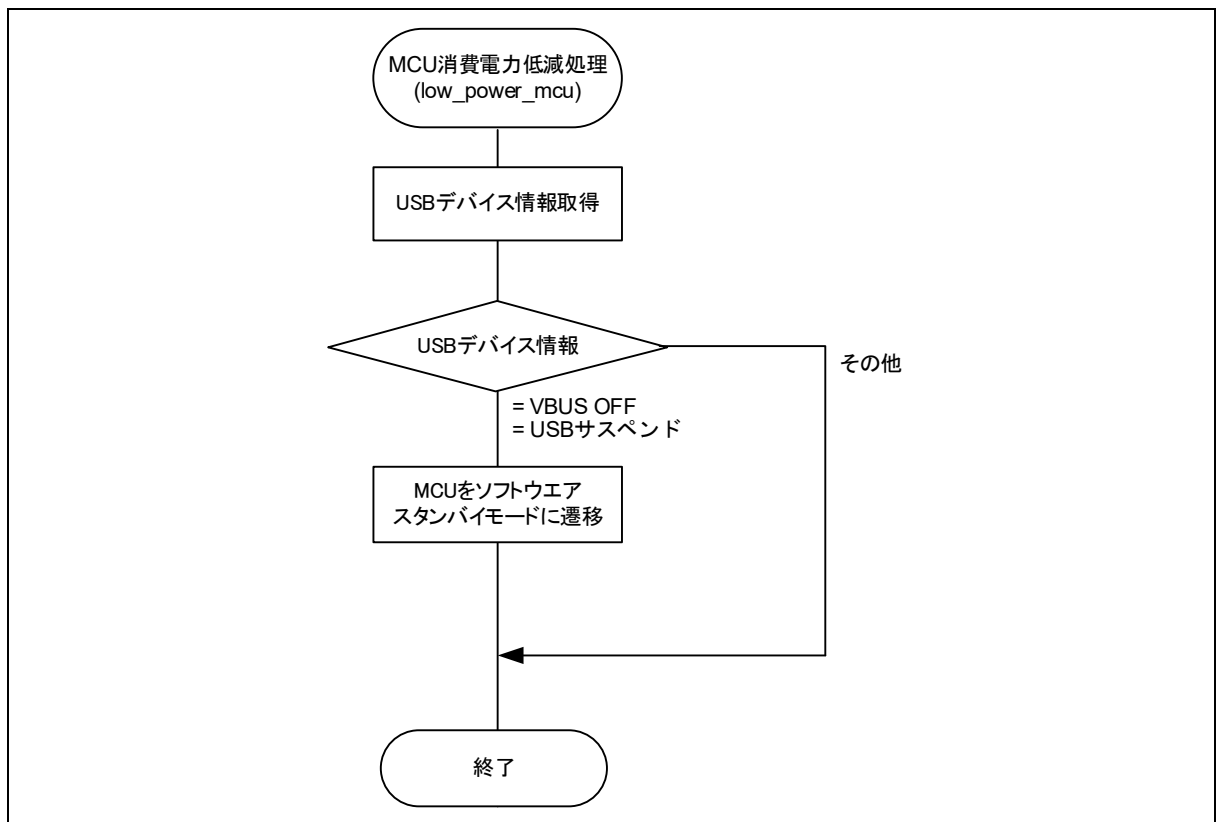 MCU消費電力低減処理
(low_power_mcu)
USBデバイス情報取得
USBデバイス情報
その他
= VBUS OFF
= USBサスペンド
MCUをソフトウエア
スタンバイモードに遷移
終了